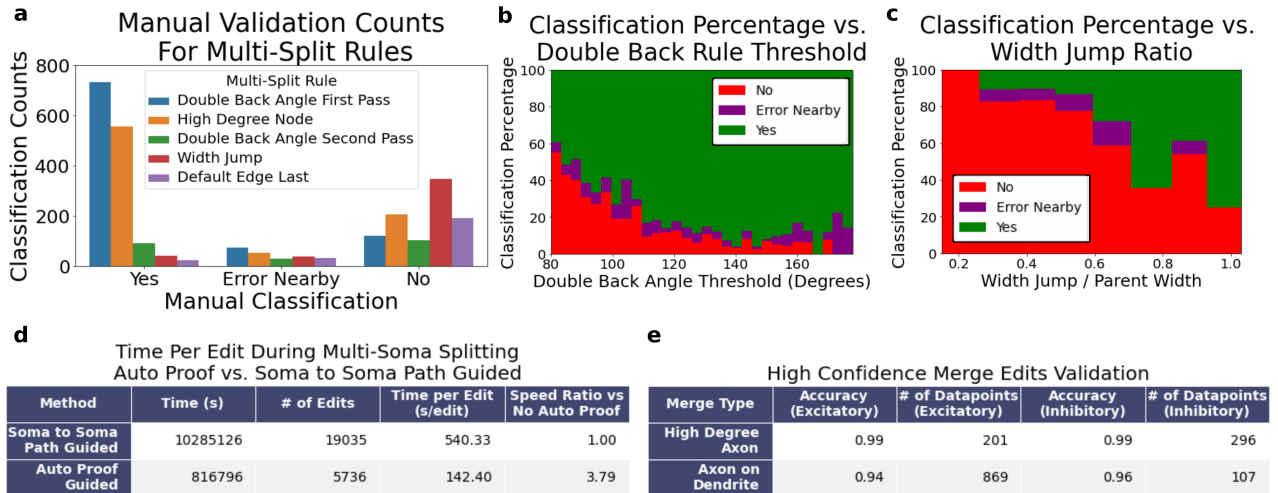 a
Manual Validation Counts
For Multi-Split Rules
Classification Counts
800
600
400
200
0
Multi-Split Rule
Double Back Angle First Pass
High Degree Node
Double Back Angle Second Pass
Width Jump
Default Edge Last
Yes
Error Nearby
No
Manual Classification
b
Classification Percentage vs.
Double Back Rule Threshold
Classification Percentage
100
80
60
40
20
0
No
Error Nearby
Yes
80
100
120
140
160
Double Back Angle Threshold (Degrees)
c
Classification Percentage vs.
Width Jump Ratio
Classification Percentage
100
80
60
40
20
0
No
Error Nearby
Yes
0.2
0.4
0.6
0.8
1.0
Width Jump / Parent Width
d
Time Per Edit During Multi-Soma Splitting
Auto Proof vs. Soma to Soma Path Guided
Method
Time (s)
# of Edits
Time per Edit
(s/edit)
Speed Ratio vs
No Auto Proof
Soma to Soma
Path Guided
10285126
19035
540.33
1.00
Auto Proof
Guided
816796
5736
142.40
3.79
e
High Confidence Merge Edits Validation
Merge Type
Accuracy
(Excitatory)
# of Datapoints
(Excitatory)
Accuracy
(Inhibitory)
# of Datapoints
(Inhibitory)
High Degree
Axon
0.99
201
0.99
296
Axon on
Dendrite
0.94
869
0.96
107